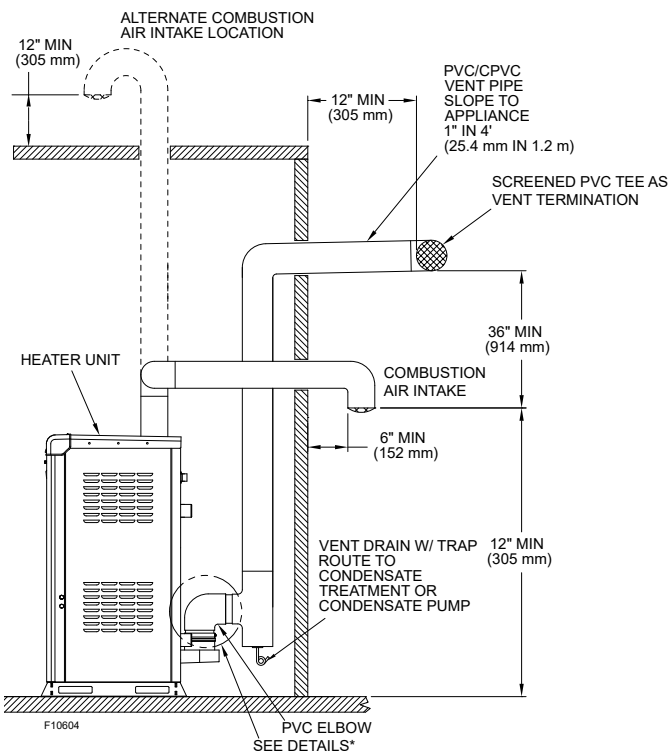 ALTERNATE COMBUSTION
AIR INTAKE LOCATION
12" MIN
(305 mm)
PVC/CPVC
VENT PIPE
SLOPE TO
APPLIANCE
1" IN 4'
(25.4 mm IN 1.2 m)
12" MIN
(305 mm)
SCREENED PVC TEE AS
VENT TERMINATION
36" MIN
(914 mm)
HEATER UNIT
COMBUSTION
AIR INTAKE
6" MIN
(152 mm)
VENT DRAIN W/ TRAP
ROUTE TO
CONDENSATE
TREATMENT OR
CONDENSATE PUMP
12" MIN
(305 mm)
F10604
PVC ELBOW
SEE DETAILS*